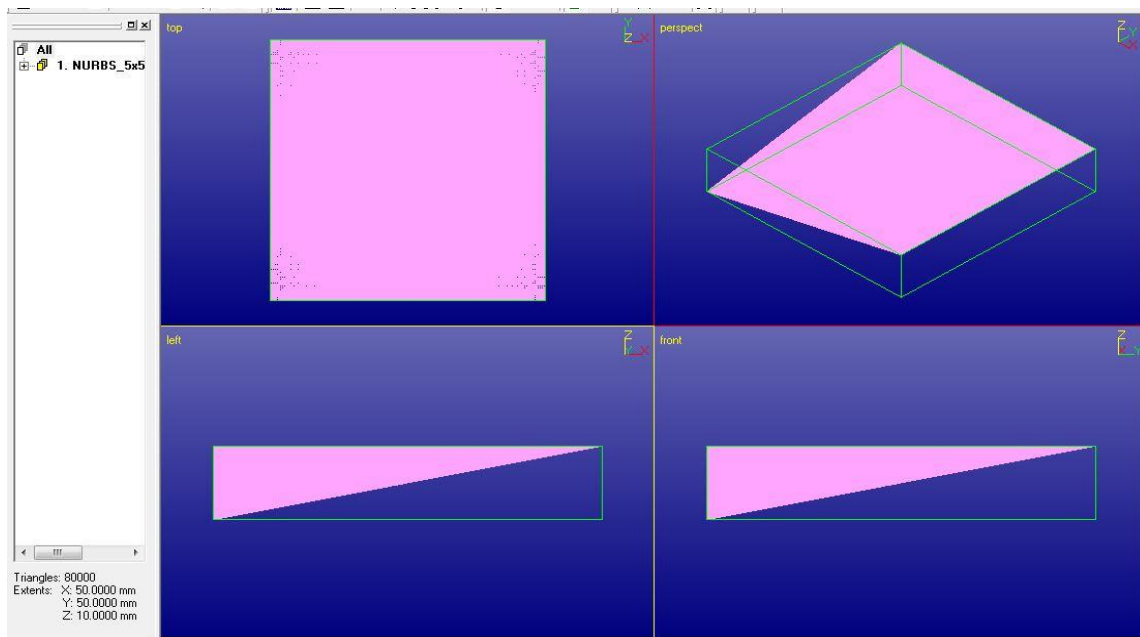 All
1. NURBS_5x5
Triangles: 80000
Extents: X: 50.0000 mm
Y: 50.0000 mm
Z: 10.0000 mm
top
Y
Z X
perspect
Z
Y
X
left
Z
Y X
front
Z
X Y